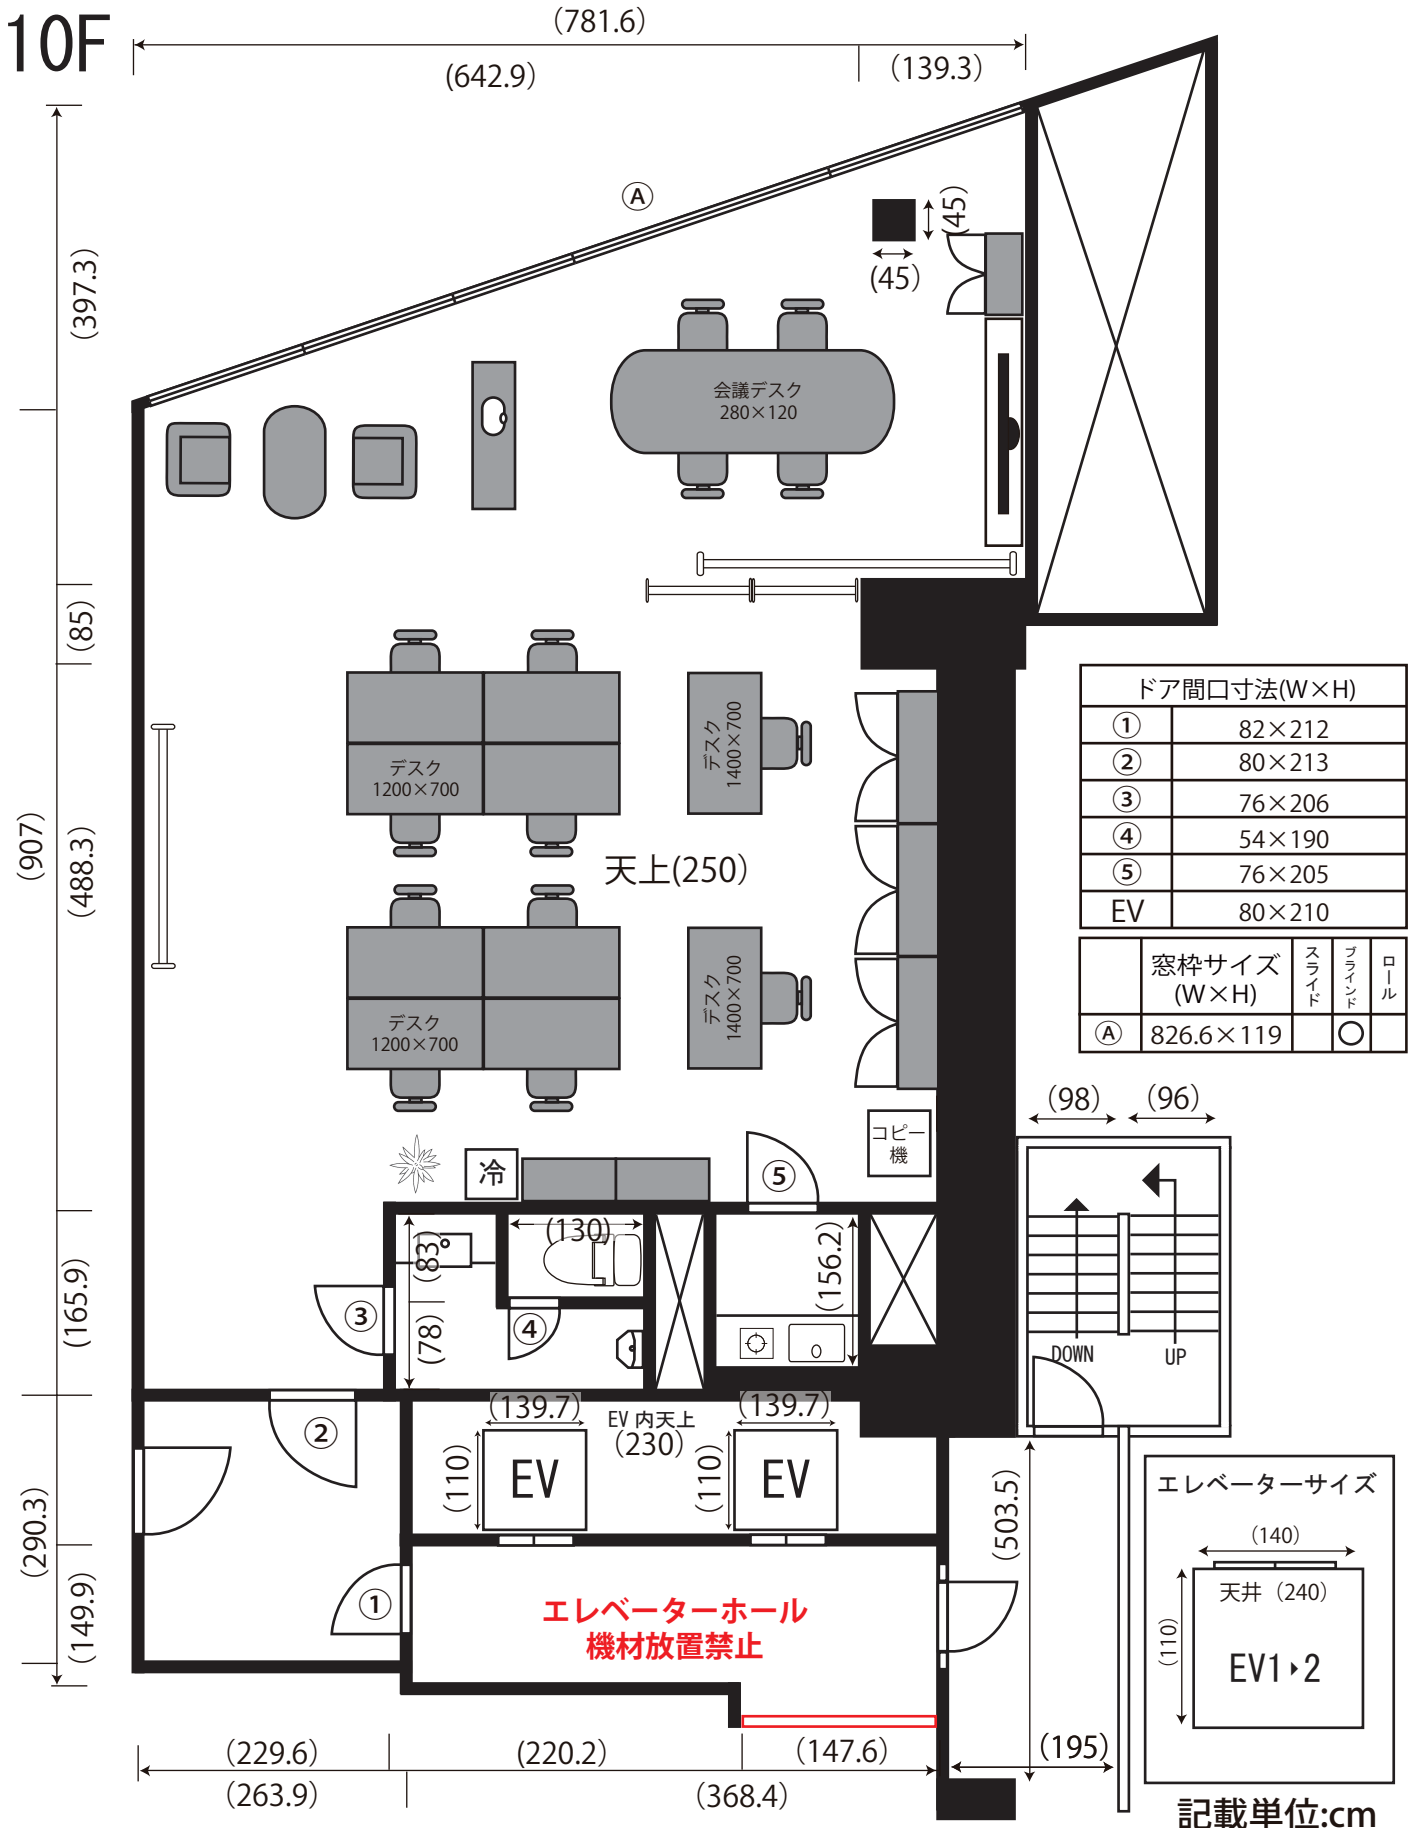 10F
（781.6）
（642.9）
（139.3）
Ⓐ
（45）
（45）
（397.3）
会議デスク
280×120
（85）
（907）
（488.3）
デスク
1200×700
デスク
1400×700
天上（250）
デスク
1200×700
デスク
1400×700
ドア間口寸法(W×H)
① 82×212
② 80×213
③ 76×206
④ 54×190
⑤ 76×205
EV 80×210
窓枠サイズ
(W×H)
スライド
ブラインド
ロール
Ⓐ 826.6×119 ○
（98）
（96）
コピー
機
冷
⑤
（130）
（83）
（78）
（156.2）
（165.9）
③
④
DOWN
UP
②
（139.7）
EV 内天上
（230）
（139.7）
（110）
EV
（110）
EV
（503.5）
（290.3）
（149.9）
①
エレベーターホール
機材放置禁止
エレベーターサイズ
（140）
天井（240）
（110）
EV1▸2
（229.6）
（220.2）
（147.6）
（195）
（263.9）
（368.4）
記載単位:cm